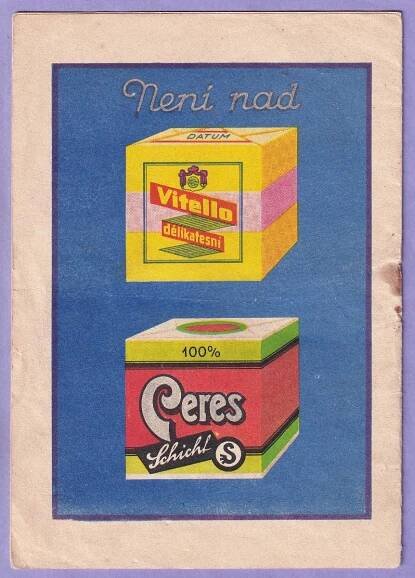 Není nad
DATUM
Vitello
délikatesní
100%
Ceres
Schicht S